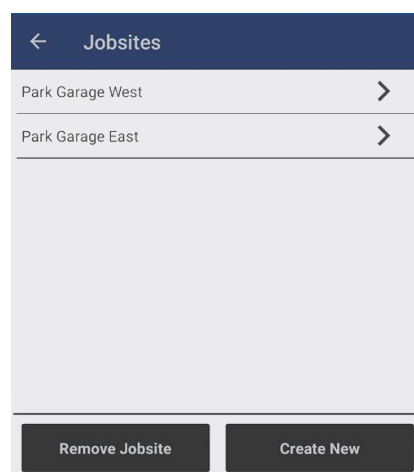 Jobsites
Park Garage West
Park Garage East
Remove Jobsite
Create New